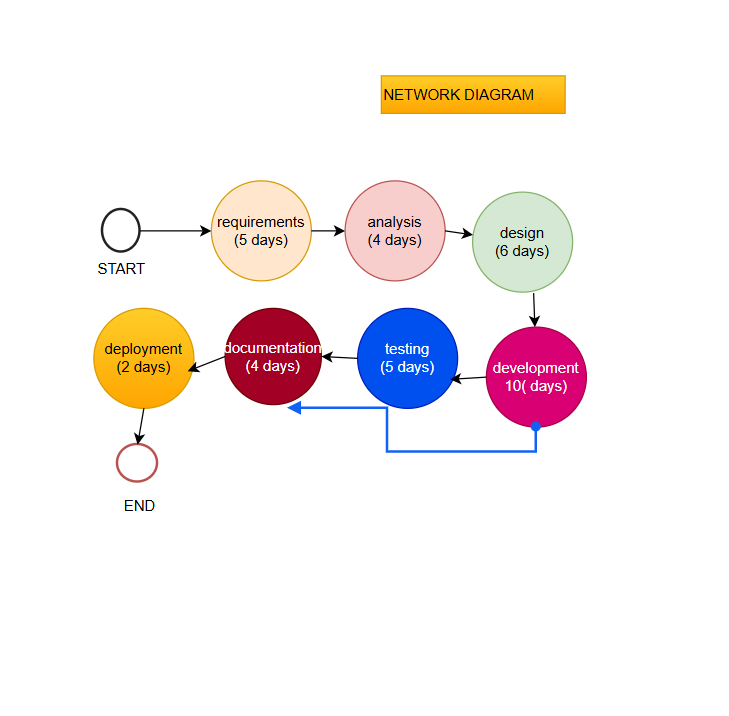 NETWORK DIAGRAM
requirements
(5 days)
analysis
(4 days)
design
(6 days)
START
deployment
(2 days)
documentation
(4 days)
testing
(5 days)
development
10( days)
END